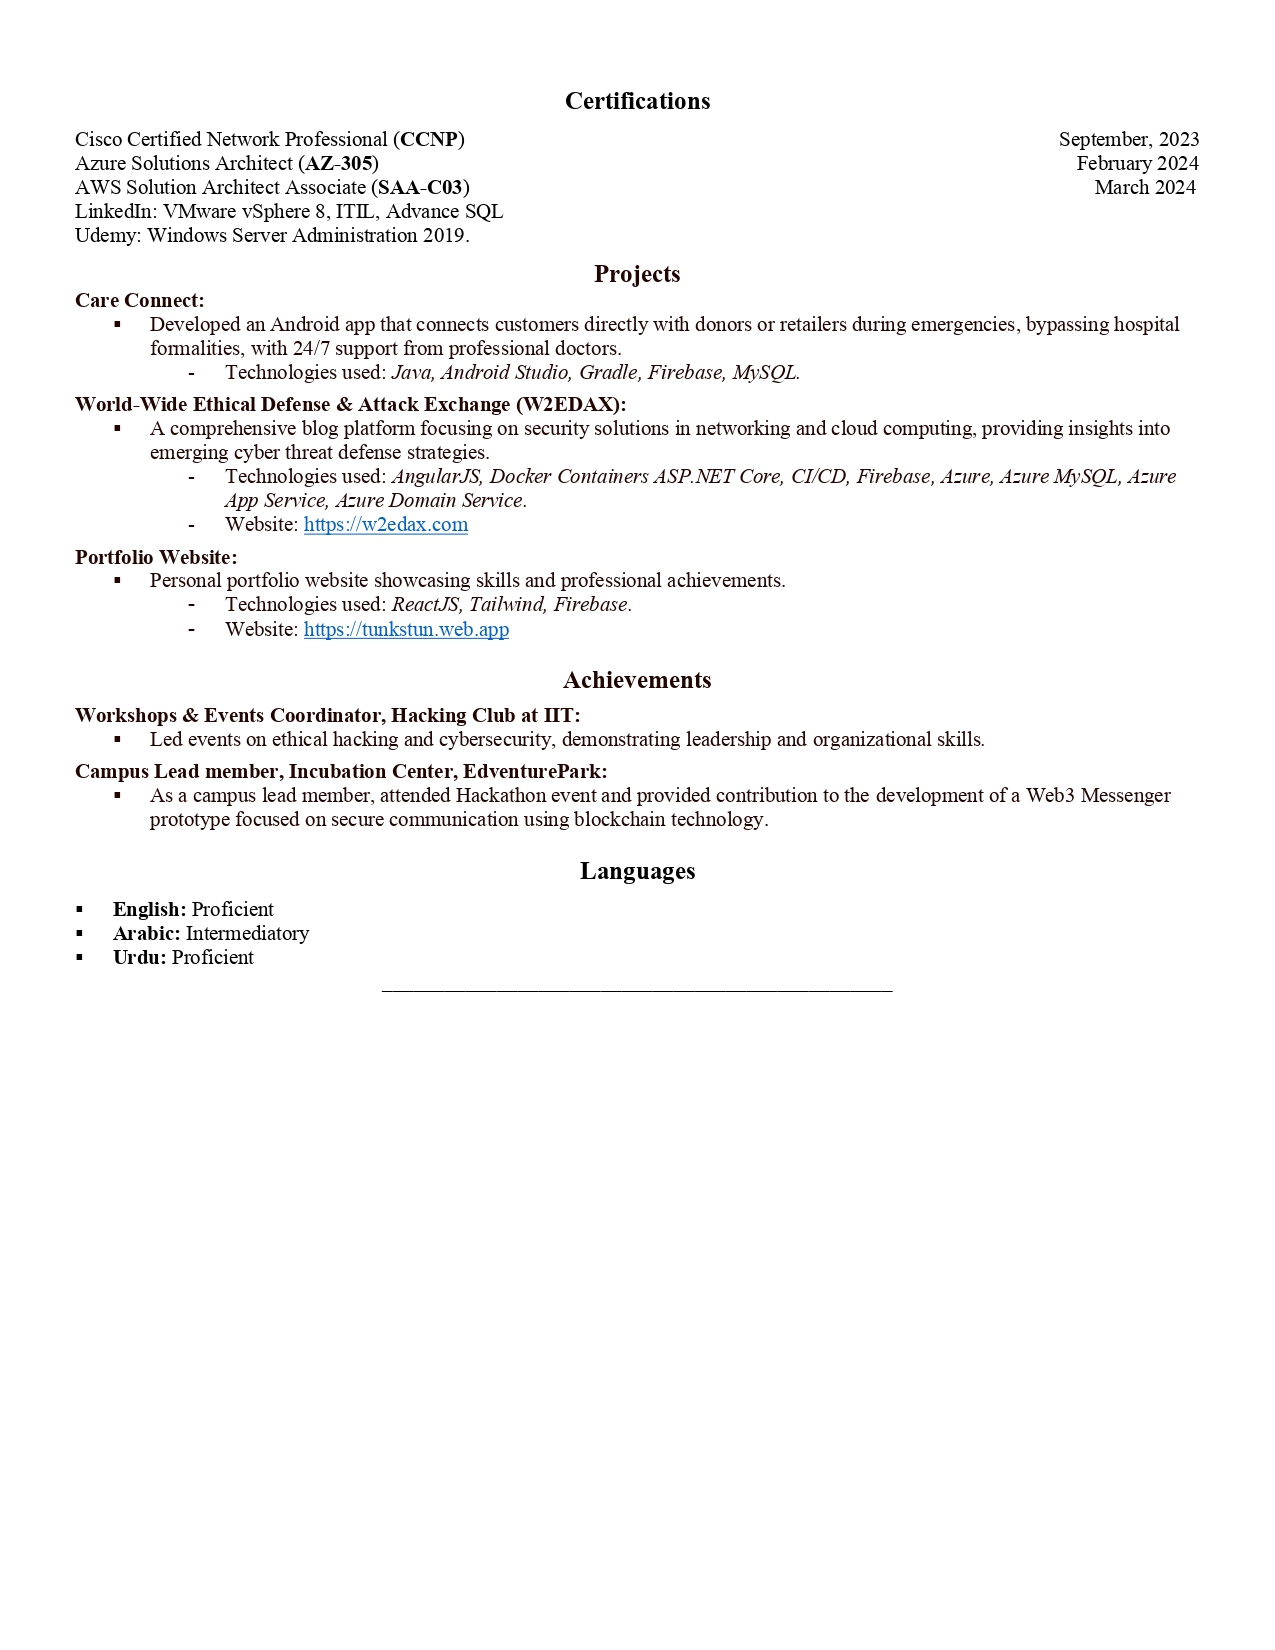 Certifications
Cisco Certified Network Professional (CCNP) September, 2023
Azure Solutions Architect (AZ-305) February 2024
AWS Solution Architect Associate (SAA-C03) March 2024
LinkedIn: VMware vSphere 8, ITIL, Advance SQL
Udemy: Windows Server Administration 2019.
Projects
Care Connect:
▪ Developed an Android app that connects customers directly with donors or retailers during emergencies, bypassing hospital
formalities, with 24/7 support from professional doctors.
- Technologies used: Java, Android Studio, Gradle, Firebase, MySQL.
World-Wide Ethical Defense & Attack Exchange (W2EDAX):
▪ A comprehensive blog platform focusing on security solutions in networking and cloud computing, providing insights into
emerging cyber threat defense strategies.
- Technologies used: AngularJS, Docker Containers ASP.NET Core, CI/CD, Firebase, Azure, Azure MySQL, Azure
App Service, Azure Domain Service.
- Website: https://w2edax.com
Portfolio Website:
▪ Personal portfolio website showcasing skills and professional achievements.
- Technologies used: ReactJS, Tailwind, Firebase.
- Website: https://tunkstun.web.app
Achievements
Workshops & Events Coordinator, Hacking Club at IIT:
▪ Led events on ethical hacking and cybersecurity, demonstrating leadership and organizational skills.
Campus Lead member, Incubation Center, EdventurePark:
▪ As a campus lead member, attended Hackathon event and provided contribution to the development of a Web3 Messenger
prototype focused on secure communication using blockchain technology.
Languages
▪ English: Proficient
▪ Arabic: Intermediatory
▪ Urdu: Proficient